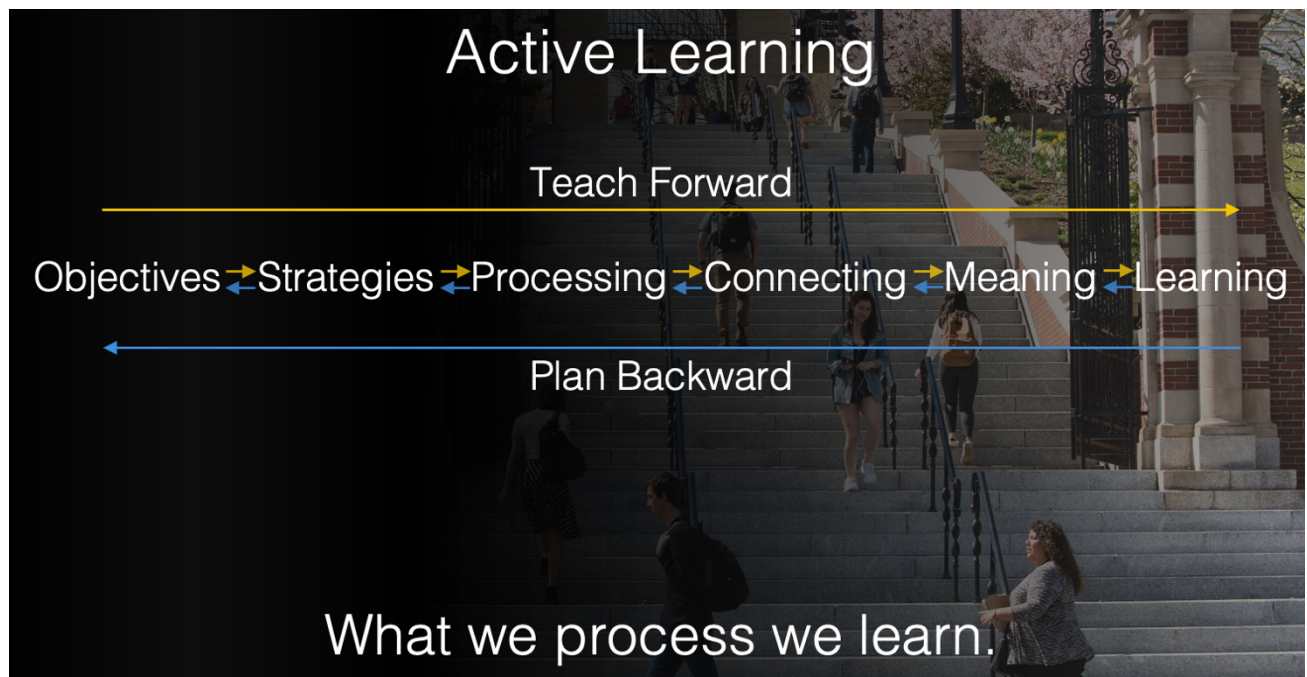 Active Learning
Teach Forward
Objectives Strategies Processing Connecting Meaning Learning
Plan Backward
What we process we learn.